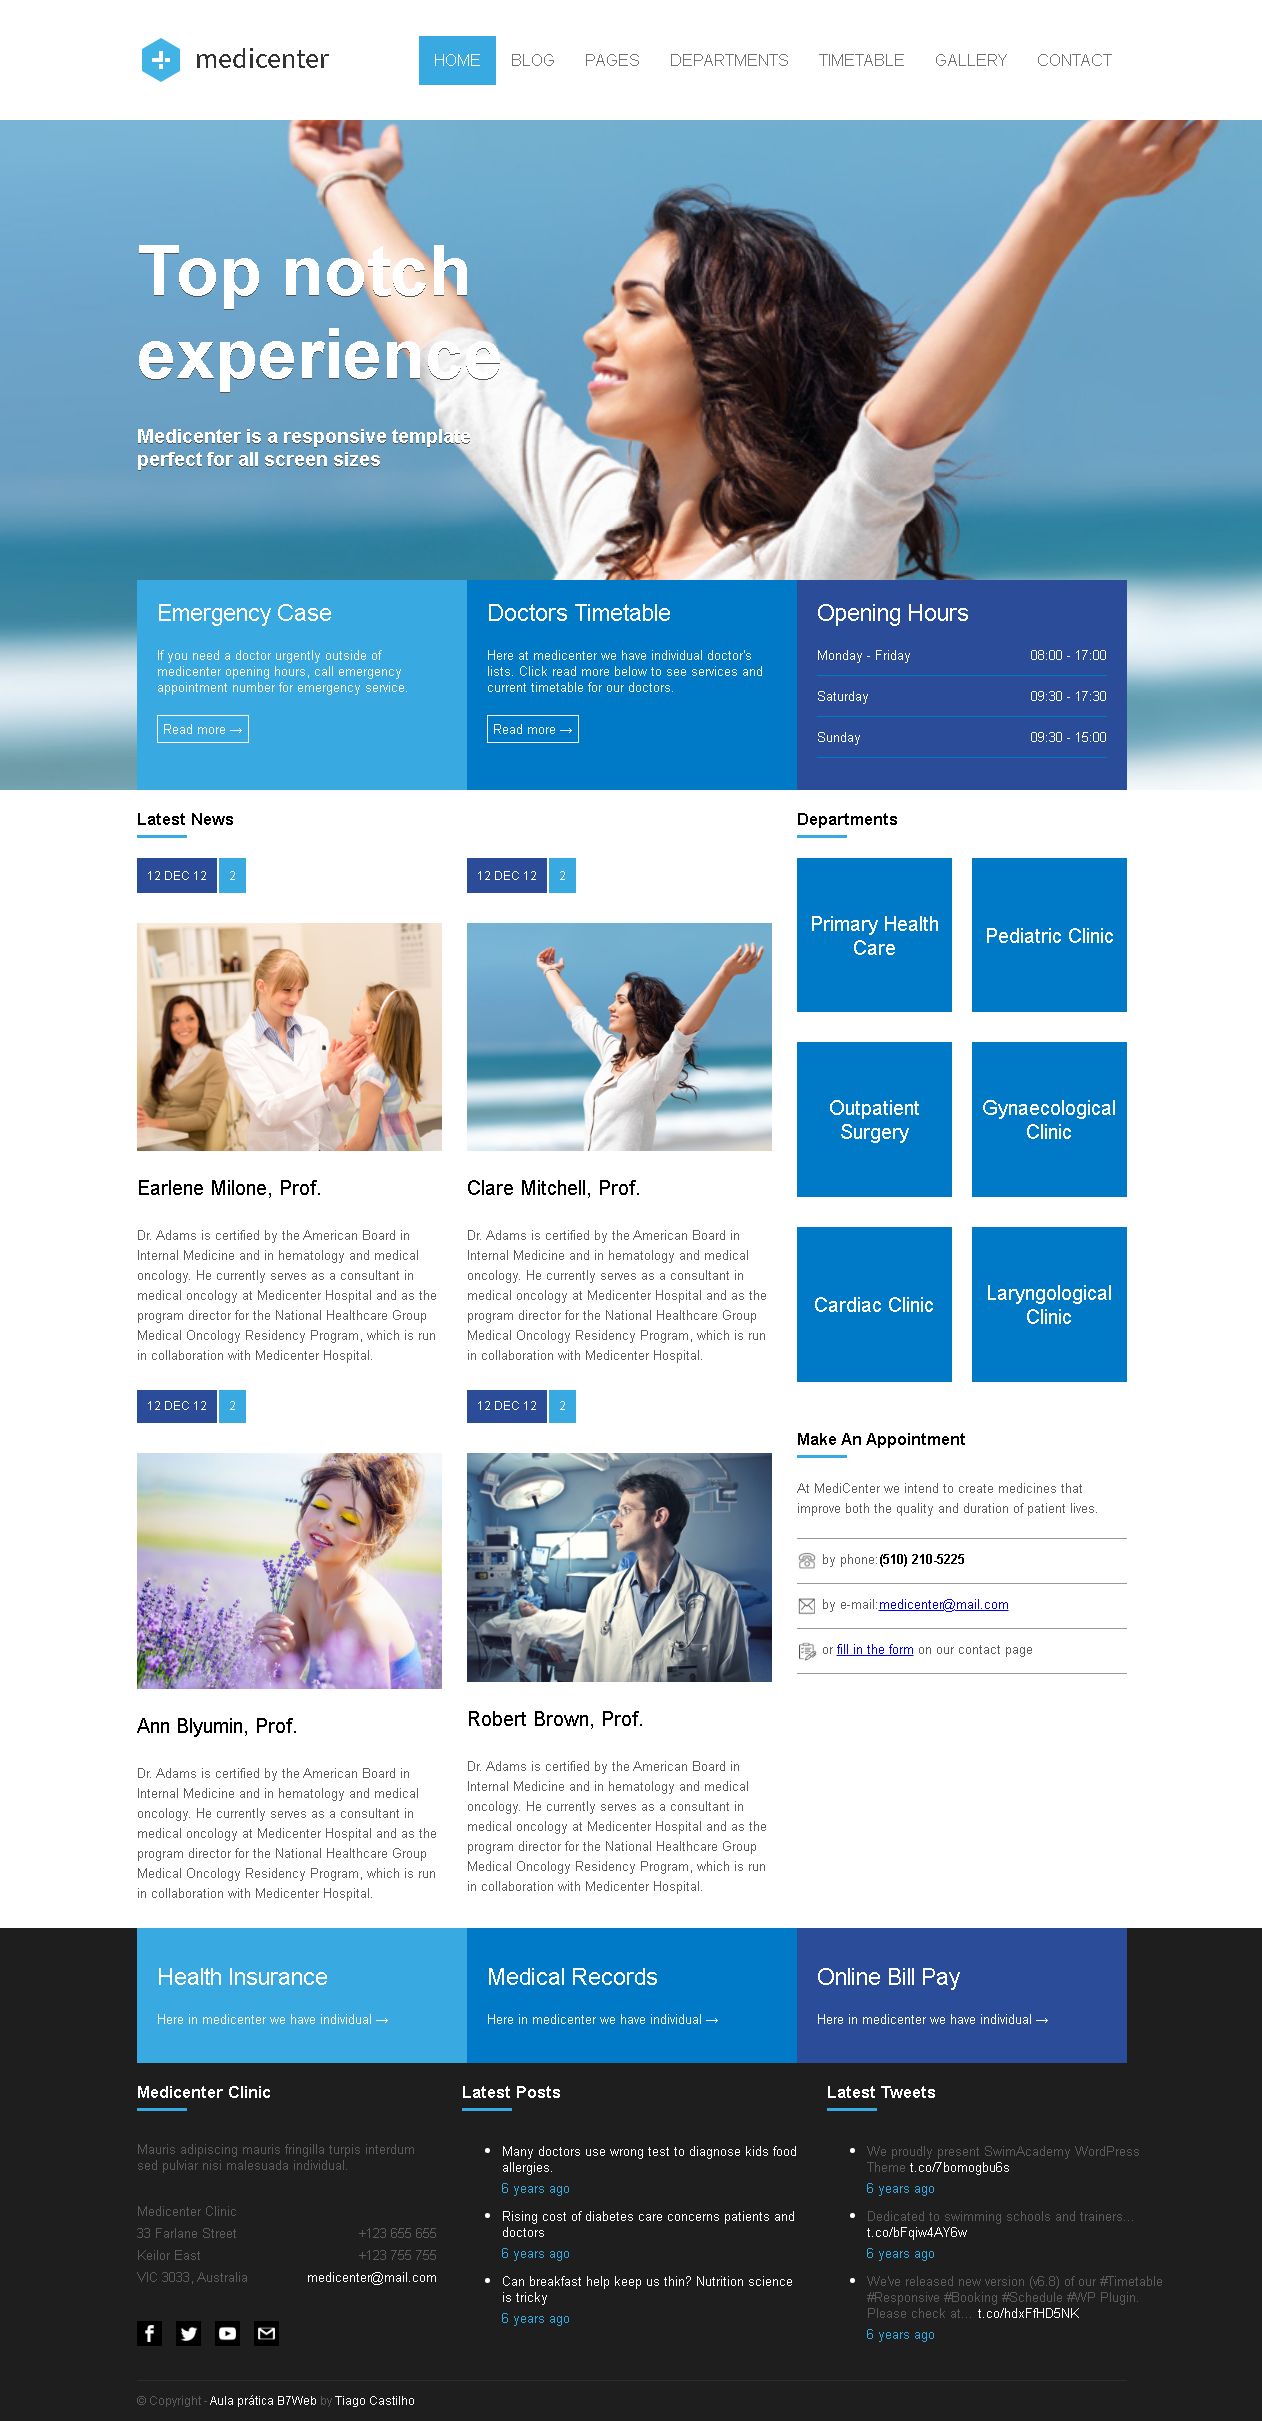 medicenter
HOME BLOG PAGES DEPARTMENTS TIMETABLE GALLERY CONTACT
Top notch
experience
Medicenter is a responsive template
perfect for all screen sizes
Emergency Case
If you need a doctor urgently outside of
medicenter opening hours, call emergency
appointment number for emergency service.
Read more →
Doctors Timetable
Here at medicenter we have individual doctor's
lists. Click read more below to see services and
current timetable for our doctors.
Read more →
Opening Hours
Monday - Friday 08:00 - 17:00
Saturday 09:30 - 17:30
Sunday 09:30 - 15:00
Latest News
12 DEC 12 2
Earlene Milone, Prof.
Dr. Adams is certified by the American Board in
Internal Medicine and in hematology and medical
oncology. He currently serves as a consultant in
medical oncology at Medicenter Hospital and as the
program director for the National Healthcare Group
Medical Oncology Residency Program, which is run
in collaboration with Medicenter Hospital.
12 DEC 12 2
Clare Mitchell, Prof.
Dr. Adams is certified by the American Board in
Internal Medicine and in hematology and medical
oncology. He currently serves as a consultant in
medical oncology at Medicenter Hospital and as the
program director for the National Healthcare Group
Medical Oncology Residency Program, which is run
in collaboration with Medicenter Hospital.
12 DEC 12 2
Ann Blyumin, Prof.
Dr. Adams is certified by the American Board in
Internal Medicine and in hematology and medical
oncology. He currently serves as a consultant in
medical oncology at Medicenter Hospital and as the
program director for the National Healthcare Group
Medical Oncology Residency Program, which is run
in collaboration with Medicenter Hospital.
12 DEC 12 2
Robert Brown, Prof.
Dr. Adams is certified by the American Board in
Internal Medicine and in hematology and medical
oncology. He currently serves as a consultant in
medical oncology at Medicenter Hospital and as the
program director for the National Healthcare Group
Medical Oncology Residency Program, which is run
in collaboration with Medicenter Hospital.
Departments
Primary Health
Care
Pediatric Clinic
Outpatient
Surgery
Gynaecological
Clinic
Cardiac Clinic
Laryngological
Clinic
Make An Appointment
At MediCenter we intend to create medicines that
improve both the quality and duration of patient lives.
by phone:(510) 210-5225
by e-mail:medicenter@mail.com
or fill in the form on our contact page
Health Insurance
Here in medicenter we have individual →
Medical Records
Here in medicenter we have individual →
Online Bill Pay
Here in medicenter we have individual →
Medicenter Clinic
Mauris adipiscing mauris fringilla turpis interdum
sed pulviar nisi malesuada individual.
Medicenter Clinic
33 Farlane Street +123 655 655
Keilor East +123 755 755
VIC 3033, Australia medicenter@mail.com
Latest Posts
Many doctors use wrong test to diagnose kids food
allergies.
6 years ago
Rising cost of diabetes care concerns patients and
doctors
6 years ago
Can breakfast help keep us thin? Nutrition science
is tricky
6 years ago
Latest Tweets
We proudly present SwimAcademy WordPress
Theme t.co/7bomogbu6s
6 years ago
Dedicated to swimming schools and trainers...
t.co/bFqiw4AY6w
6 years ago
We've released new version (v6.8) of our #Timetable
#Responsive #Booking #Schedule #WP Plugin.
Please check at... t.co/hdxFfHD5NK
6 years ago
© Copyright - Aula prática B7Web by Tiago Castilho